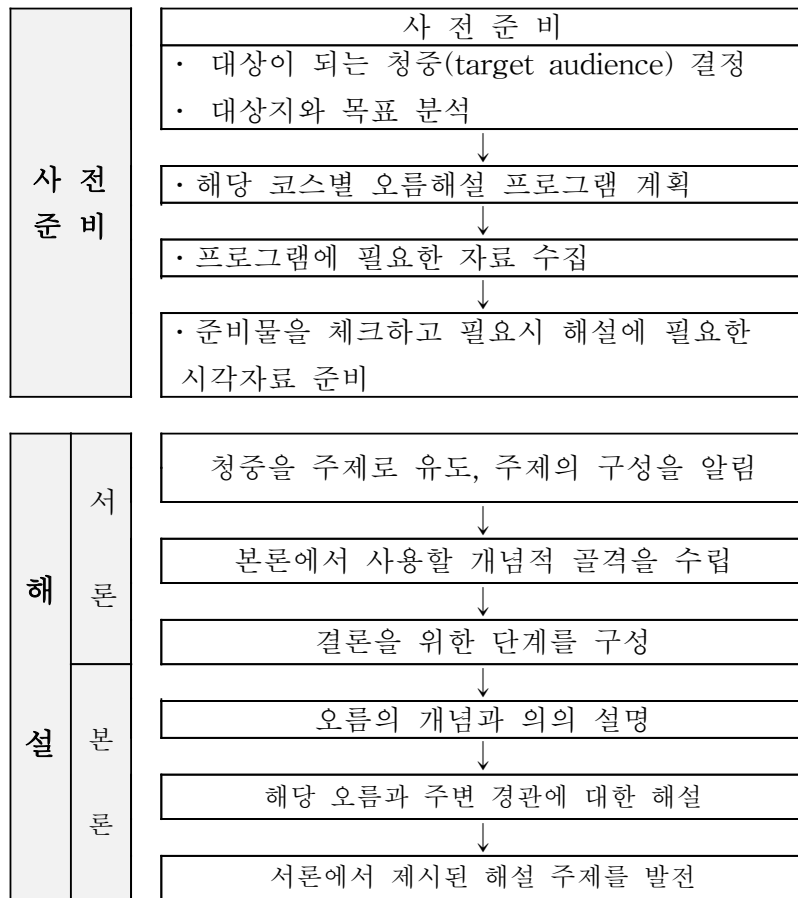 사 전
준 비
사 전 준 비
· 대상이 되는 청중(target audience) 결정
· 대상지와 목표 분석
↓
· 해당 코스별 오름해설 프로그램 계획
↓
· 프로그램에 필요한 자료 수집
↓
· 준비물을 체크하고 필요시 해설에 필요한
시각자료 준비
해
설
서
론
청중을 주제로 유도, 주제의 구성을 알림
↓
본론에서 사용할 개념적 골격을 수립
↓
결론을 위한 단계를 구성
↓
본
론
오름의 개념과 의의 설명
↓
해당 오름과 주변 경관에 대한 해설
↓
서론에서 제시된 해설 주제를 발전